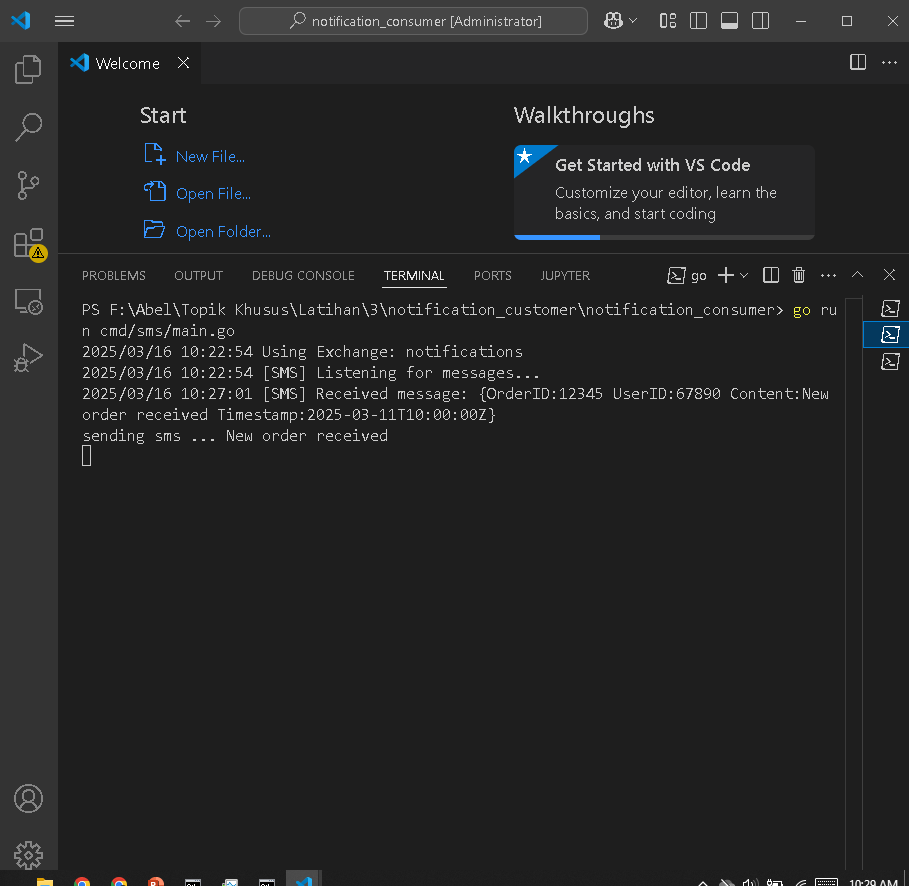 notification_consumer [Administrator]
Welcome
Start
New File...
Open File...
Open Folder...
Walkthroughs
Get Started with VS Code
Customize your editor, learn the
basics, and start coding
PROBLEMS OUTPUT DEBUG CONSOLE TERMINAL PORTS JUPYTER go
PS F:\Abel\Topik Khusus\Latihan\3\notification_customer\notification_consumer> go ru
n cmd/sms/main.go
2025/03/16 10:22:54 Using Exchange: notifications
2025/03/16 10:22:54 [SMS] Listening for messages...
2025/03/16 10:27:01 [SMS] Received message: {OrderID:12345 UserID:67890 Content:New
order received Timestamp:2025-03-11T10:00:00Z}
sending sms ... New order received
10:29 AM